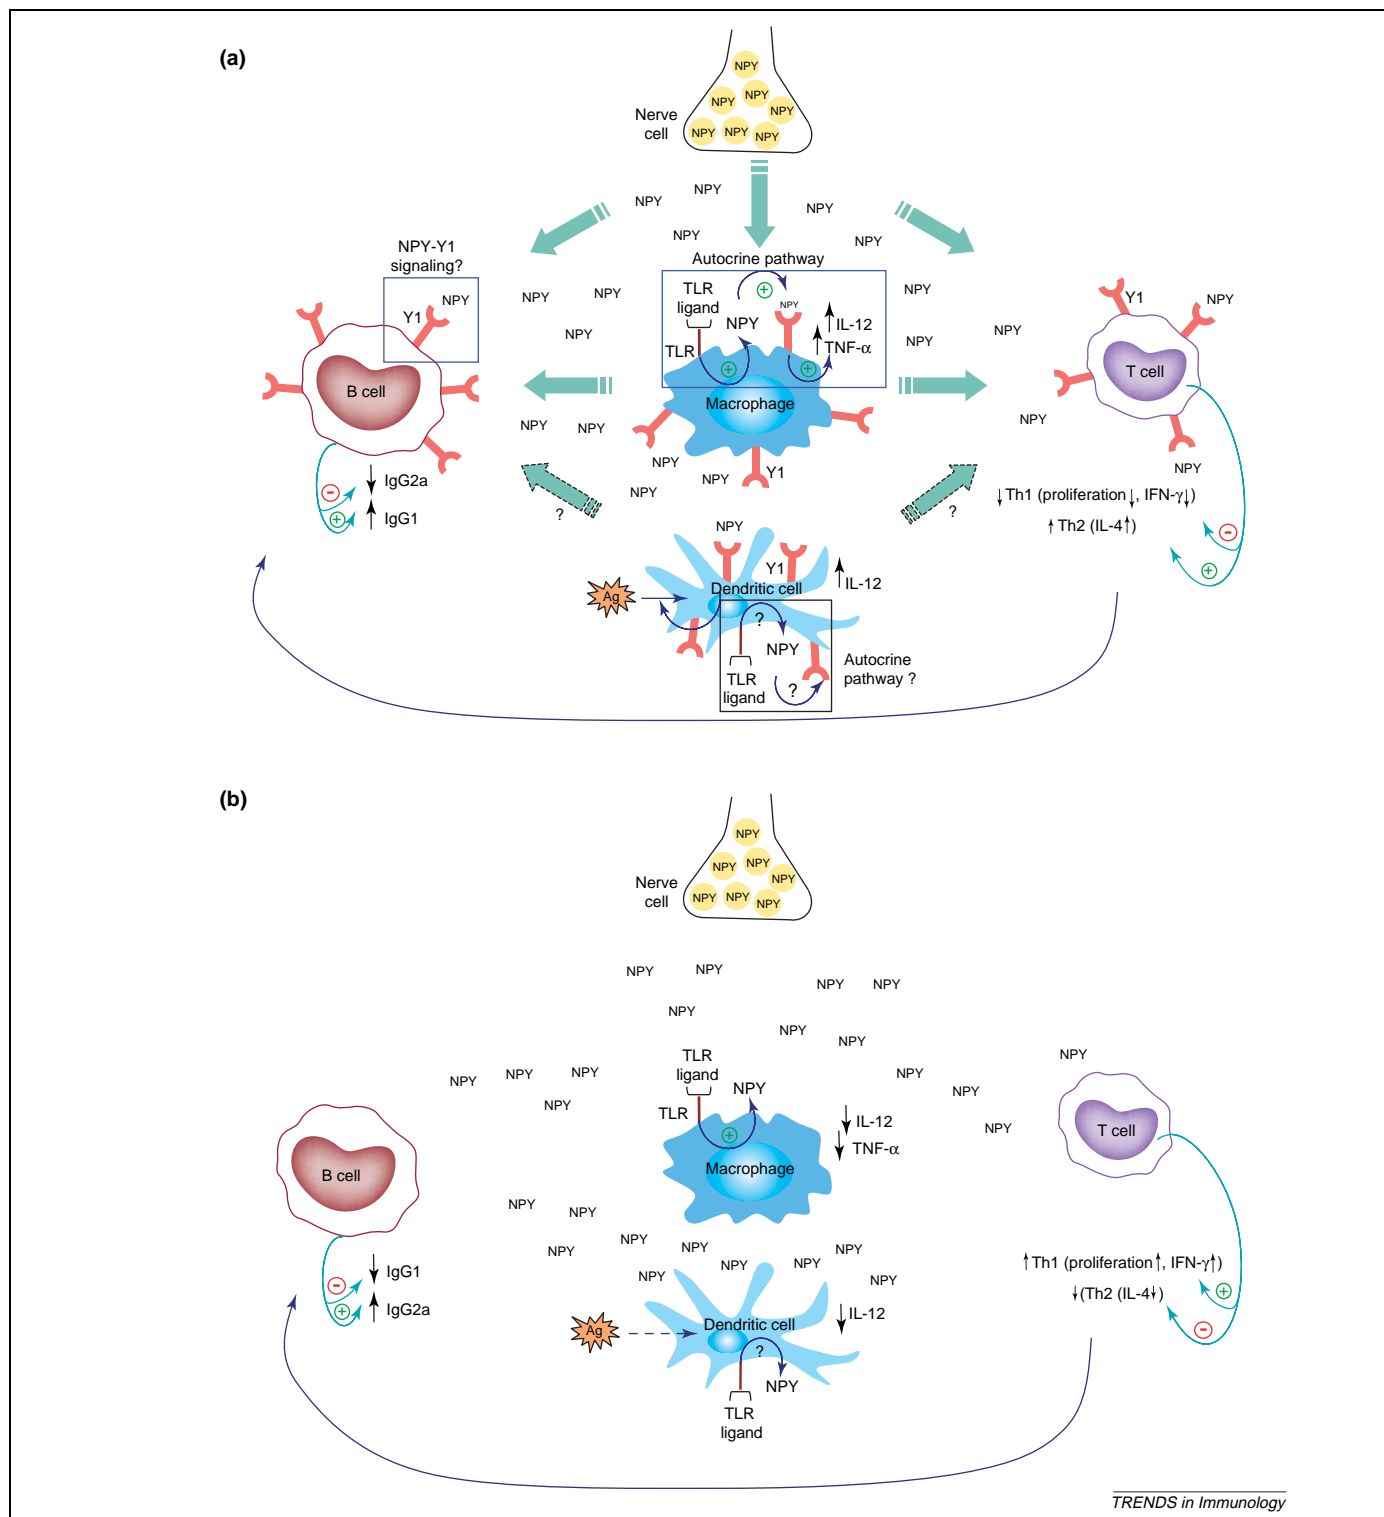 (a)
NPY
NPY NPY
NPY
NPY NPY NPY
Nerve
cell
NPY
NPY
NPY
NPY
NPY
NPY-Y1
signaling?
Autocrine pathway
NPY
Y1
NPY
NPY
NPY
TLR
ligand
NPY
NPY
TLR
+
+
+
IL-12
TNF-α
NPY
NPY
NPY
Y1
NPY
B cell
Macrophage
T cell
NPY
NPY
NPY
NPY
NPY
NPY
Y1
NPY
IgG2a
IgG1
-
+
?
?
Th1 (proliferation , IFN-γ )
Th2 (IL-4 )
-
+
NPY
Y1
IL-12
Dendritic cell
Ag
?
NPY
TLR
ligand
?
Autocrine
pathway ?
(b)
NPY
NPY NPY
NPY
NPY NPY NPY
Nerve
cell
NPY
NPY
NPY
NPY
NPY
NPY
NPY
NPY
TLR
ligand
NPY
NPY
NPY
NPY
NPY
NPY
NPY
NPY
TLR
+
IL-12
TNF-α
NPY
T cell
B cell
Macrophage
NPY
NPY
NPY
NPY
NPY
NPY
NPY
NPY
NPY
IgG1
IgG2a
-
+
Th1 (proliferation , IFN-γ )
(Th2 (IL-4 )
+
-
IL-12
Dendritic cell
Ag
?
NPY
TLR
ligand
TRENDS in Immunology